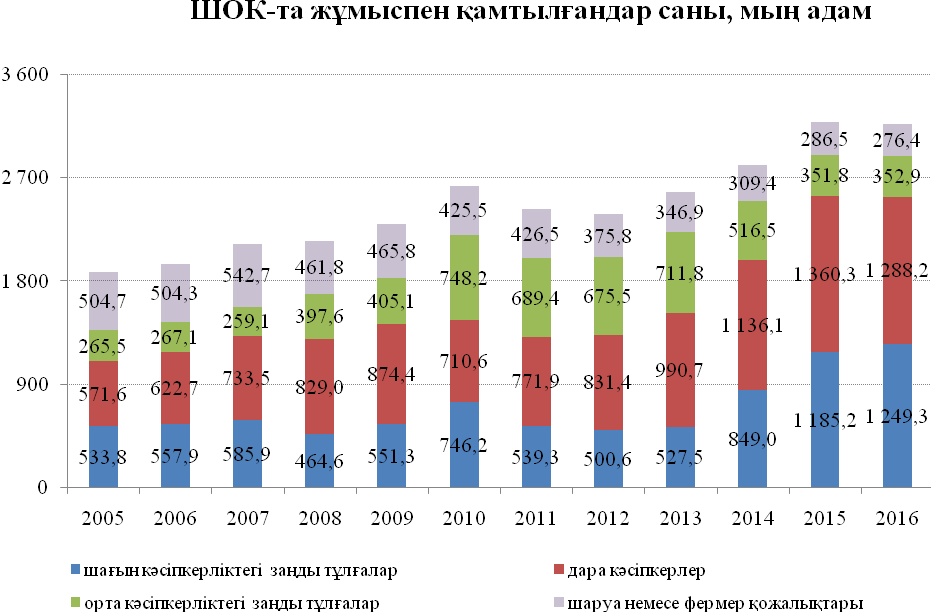 ШОК-та жұмыспен қамтылғандар саны, мың адам
3 600
2 700
1 800
900
0
504,7 504,3 542,7 461,8 465,8 425,5 426,5 375,8 346,9 309,4 286,5 276,4
265,5 267,1 259,1 397,6 405,1 748,2 689,4 675,5 711,8 516,5 351,8 352,9
571,6 622,7 733,5 829,0 874,4 710,6 771,9 831,4 990,7 1 136,1 1 360,3 1 288,2
533,8 557,9 585,9 464,6 551,3 746,2 539,3 500,6 527,5 849,0 1 185,2 1 249,3
2005 2006 2007 2008 2009 2010 2011 2012 2013 2014 2015 2016
шағын кәсіпкерліктегі заңды тұлғалар дара кәсіпкерлер
орта кәсіпкерліктегі заңды тұлғалар шаруа немесе фермер қожалықтары